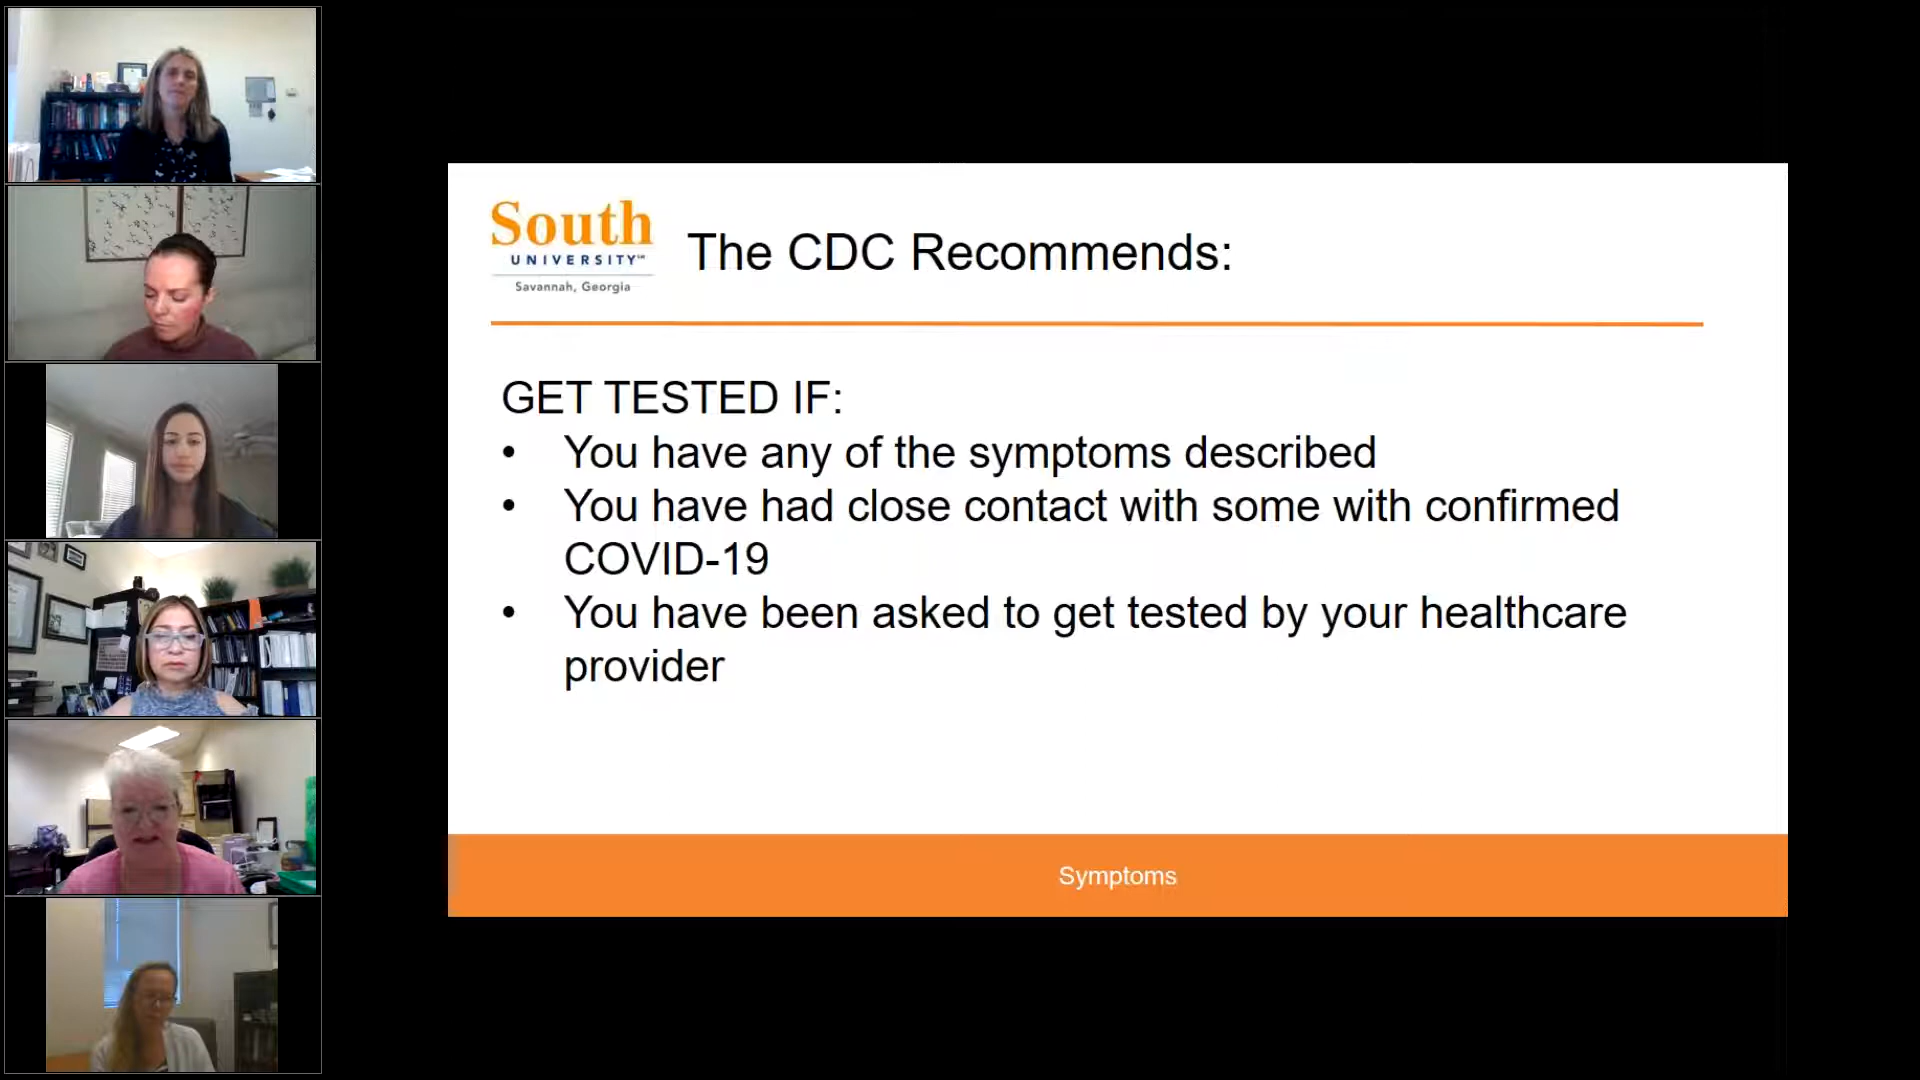 South
UNIVERSITY℠
Savannah, Georgia
The CDC Recommends:
GET TESTED IF:
• You have any of the symptoms described
• You have had close contact with some with confirmed
COVID-19
• You have been asked to get tested by your healthcare
provider
Symptoms